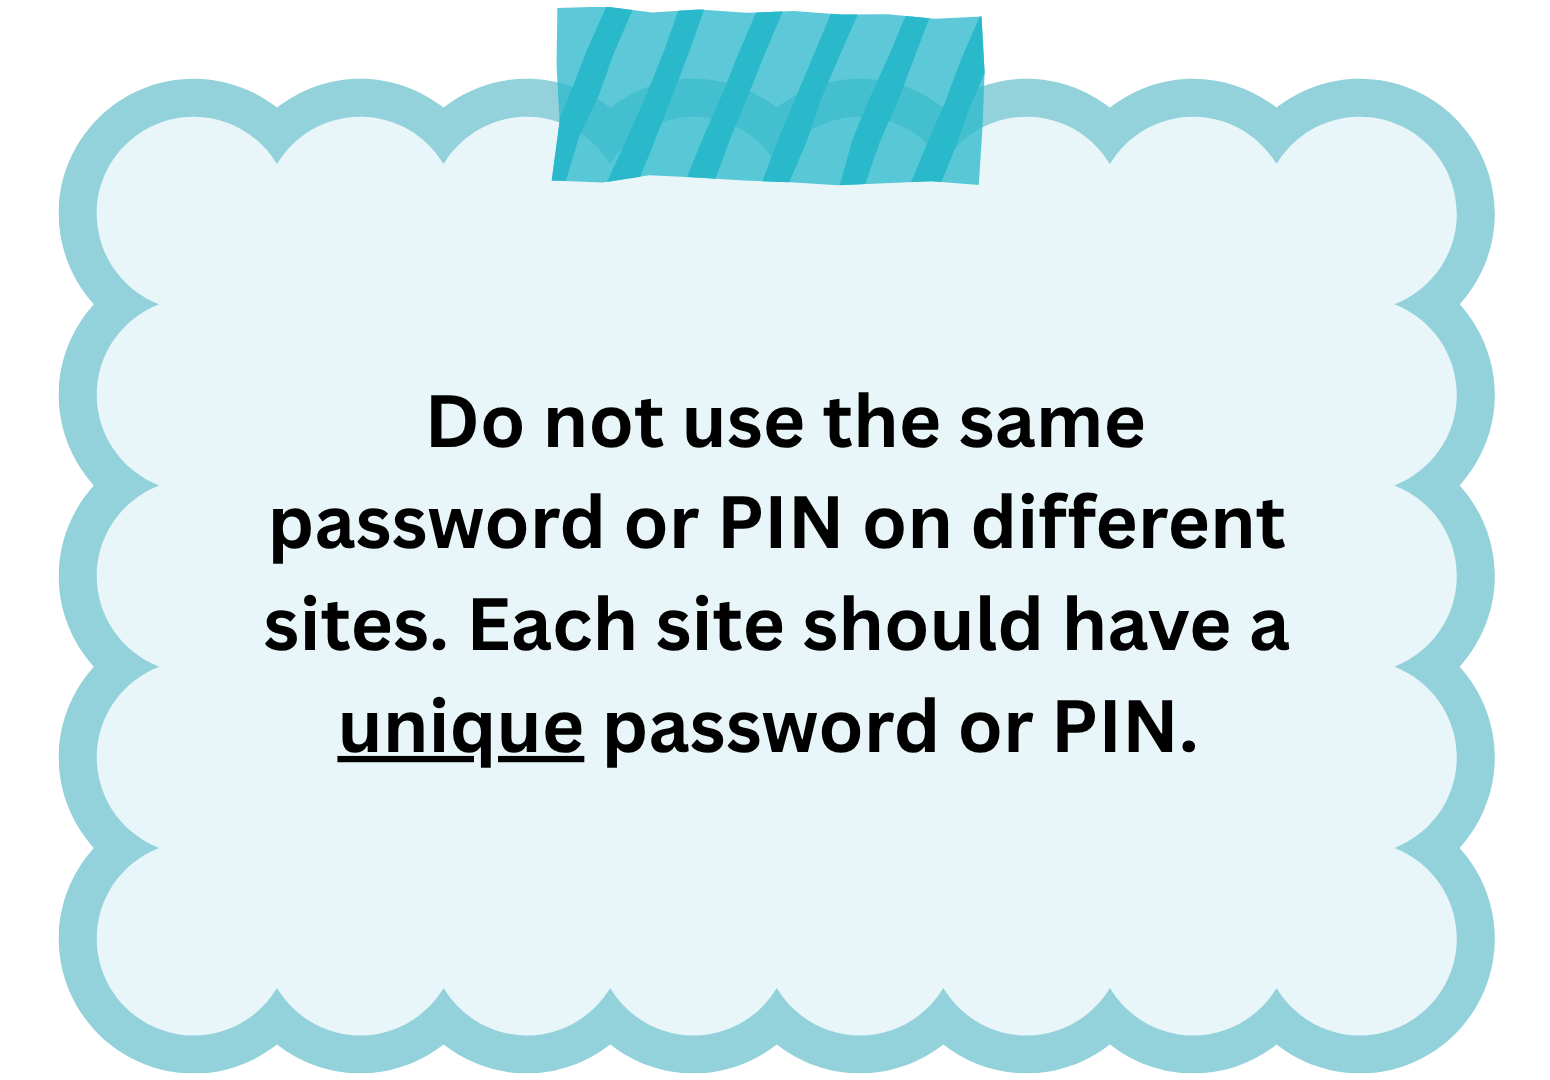 Do not use the same
password or PIN on different
sites. Each site should have a
unique password or PIN.